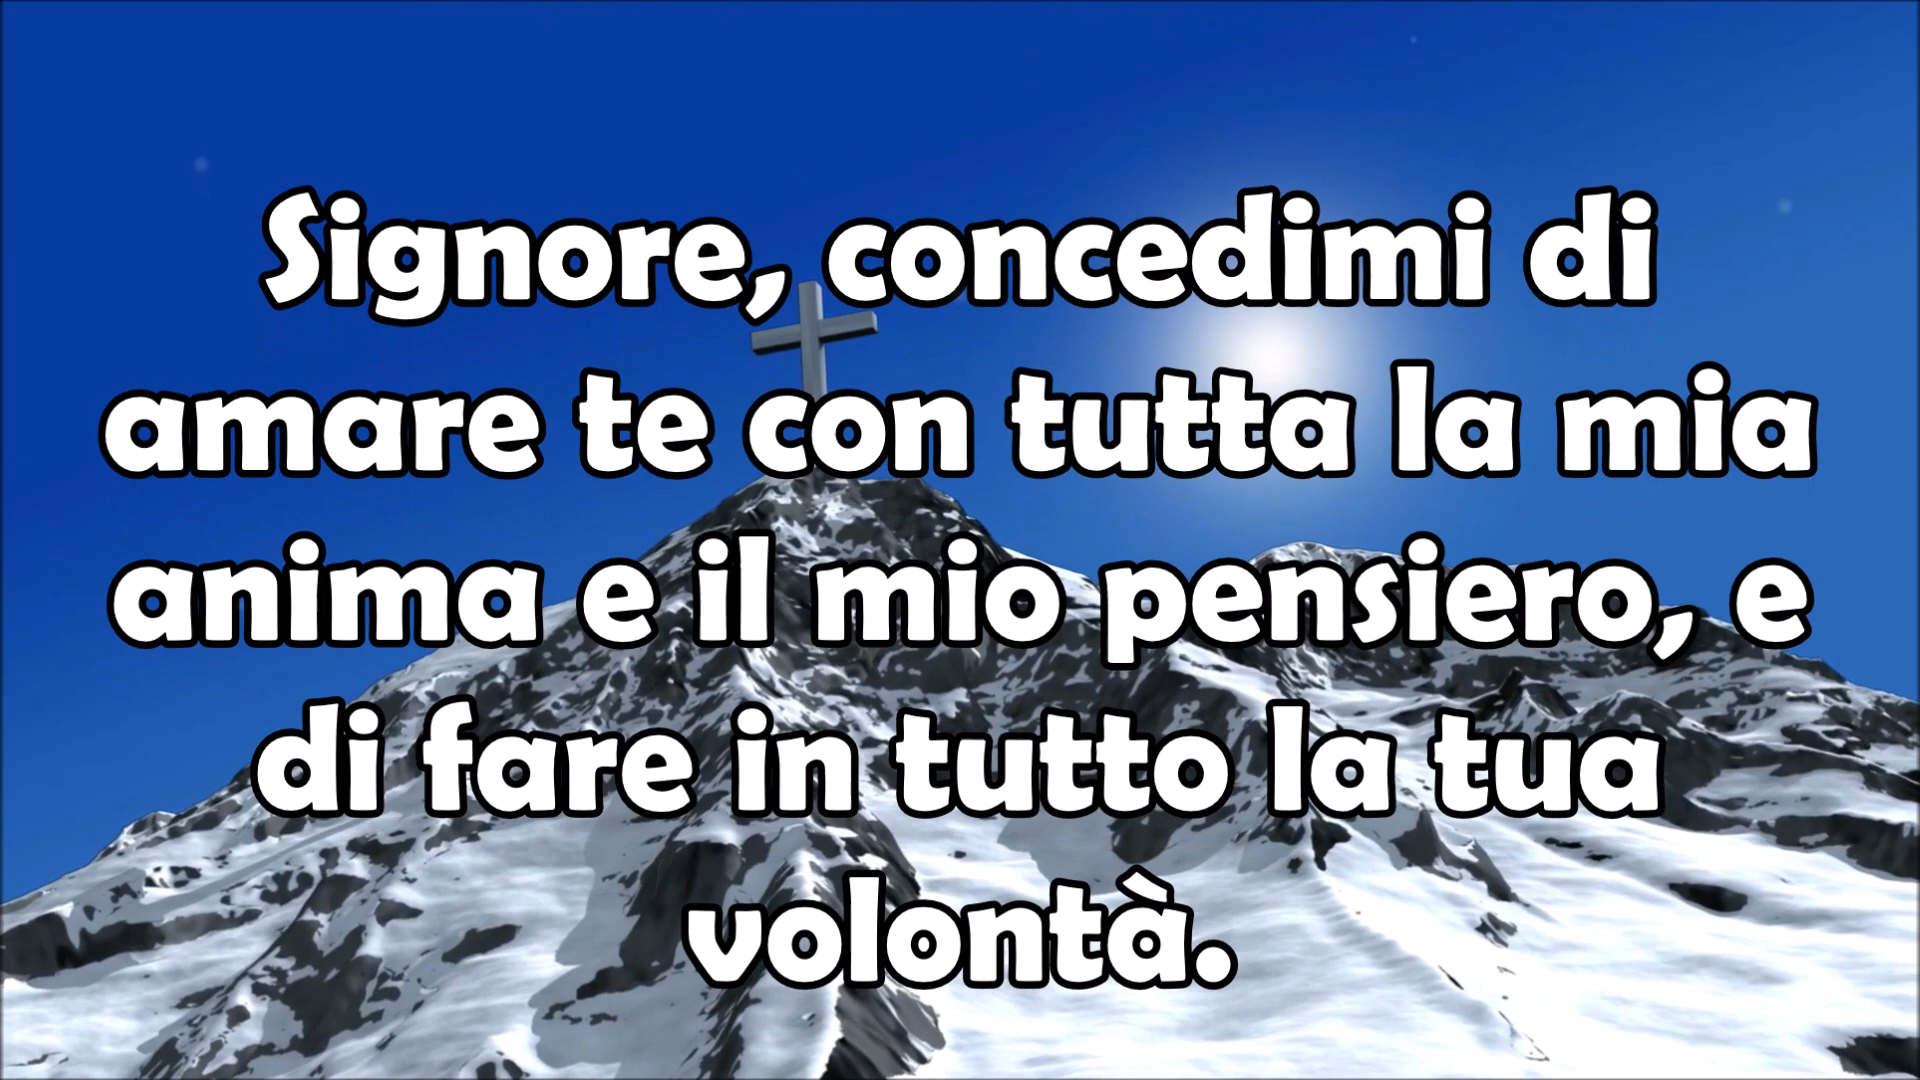 Signore, concedimi di
amare te con tutta la mia
anima e il mio pensiero, e
di fare in tutto la tua
volontà.